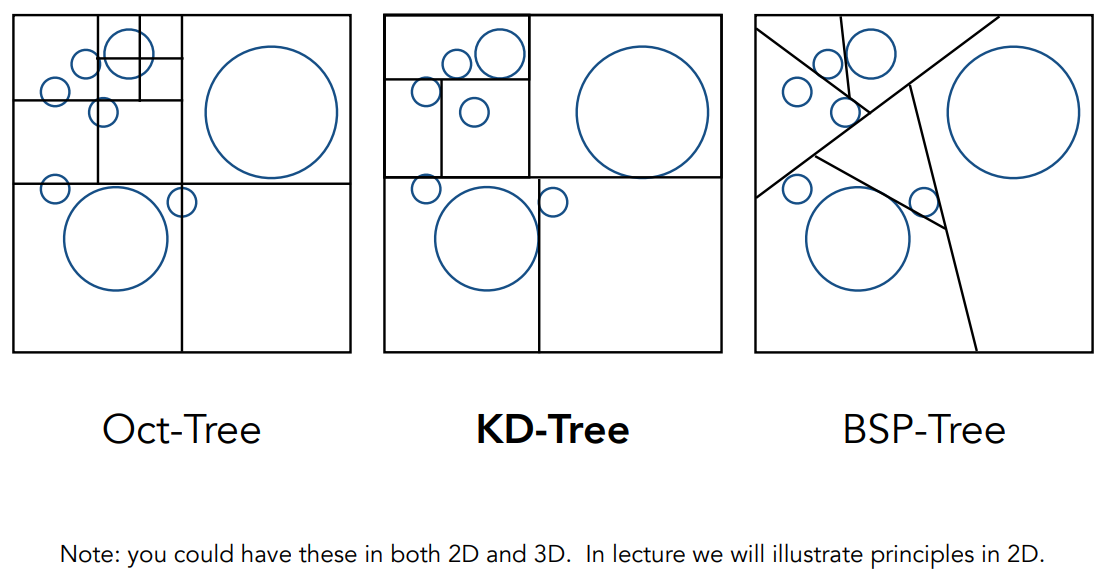 Oct-Tree
KD-Tree
BSP-Tree
Note: you could have these in both 2D and 3D. In lecture we will illustrate principles in 2D.